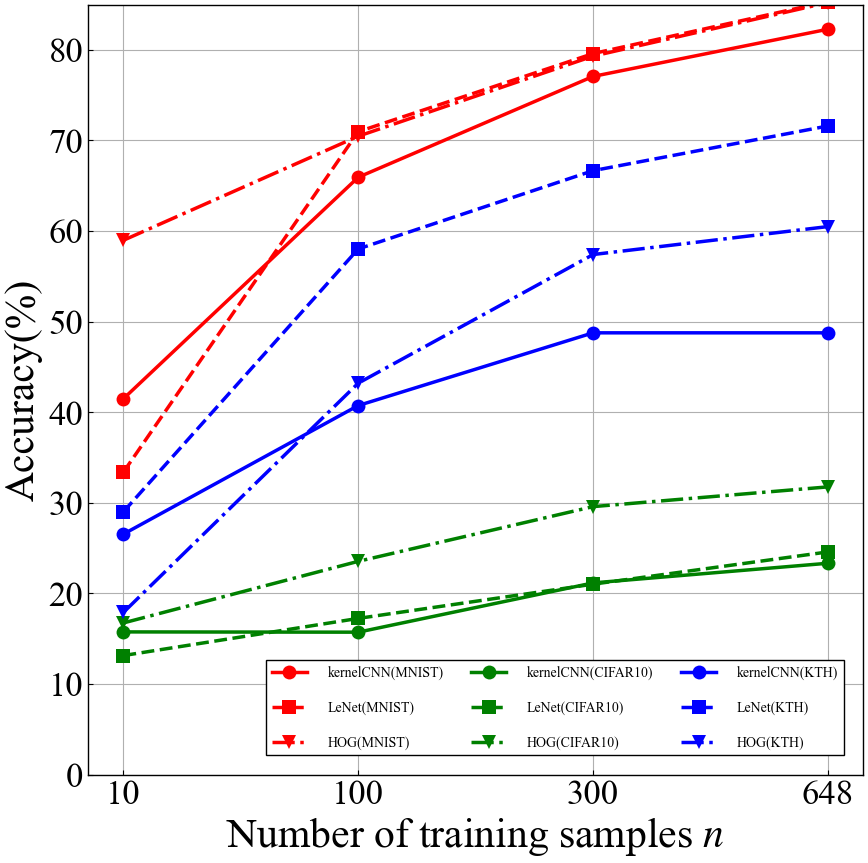 80
70
60
50
40
30
20
10
0
Accuracy(%)
kernelCNN(MNIST) kernelCNN(CIFAR10) kernelCNN(KTH)
LeNet(MNIST) LeNet(CIFAR10) LeNet(KTH)
HOG(MNIST) HOG(CIFAR10) HOG(KTH)
10 100 300 648
Number of training samples n